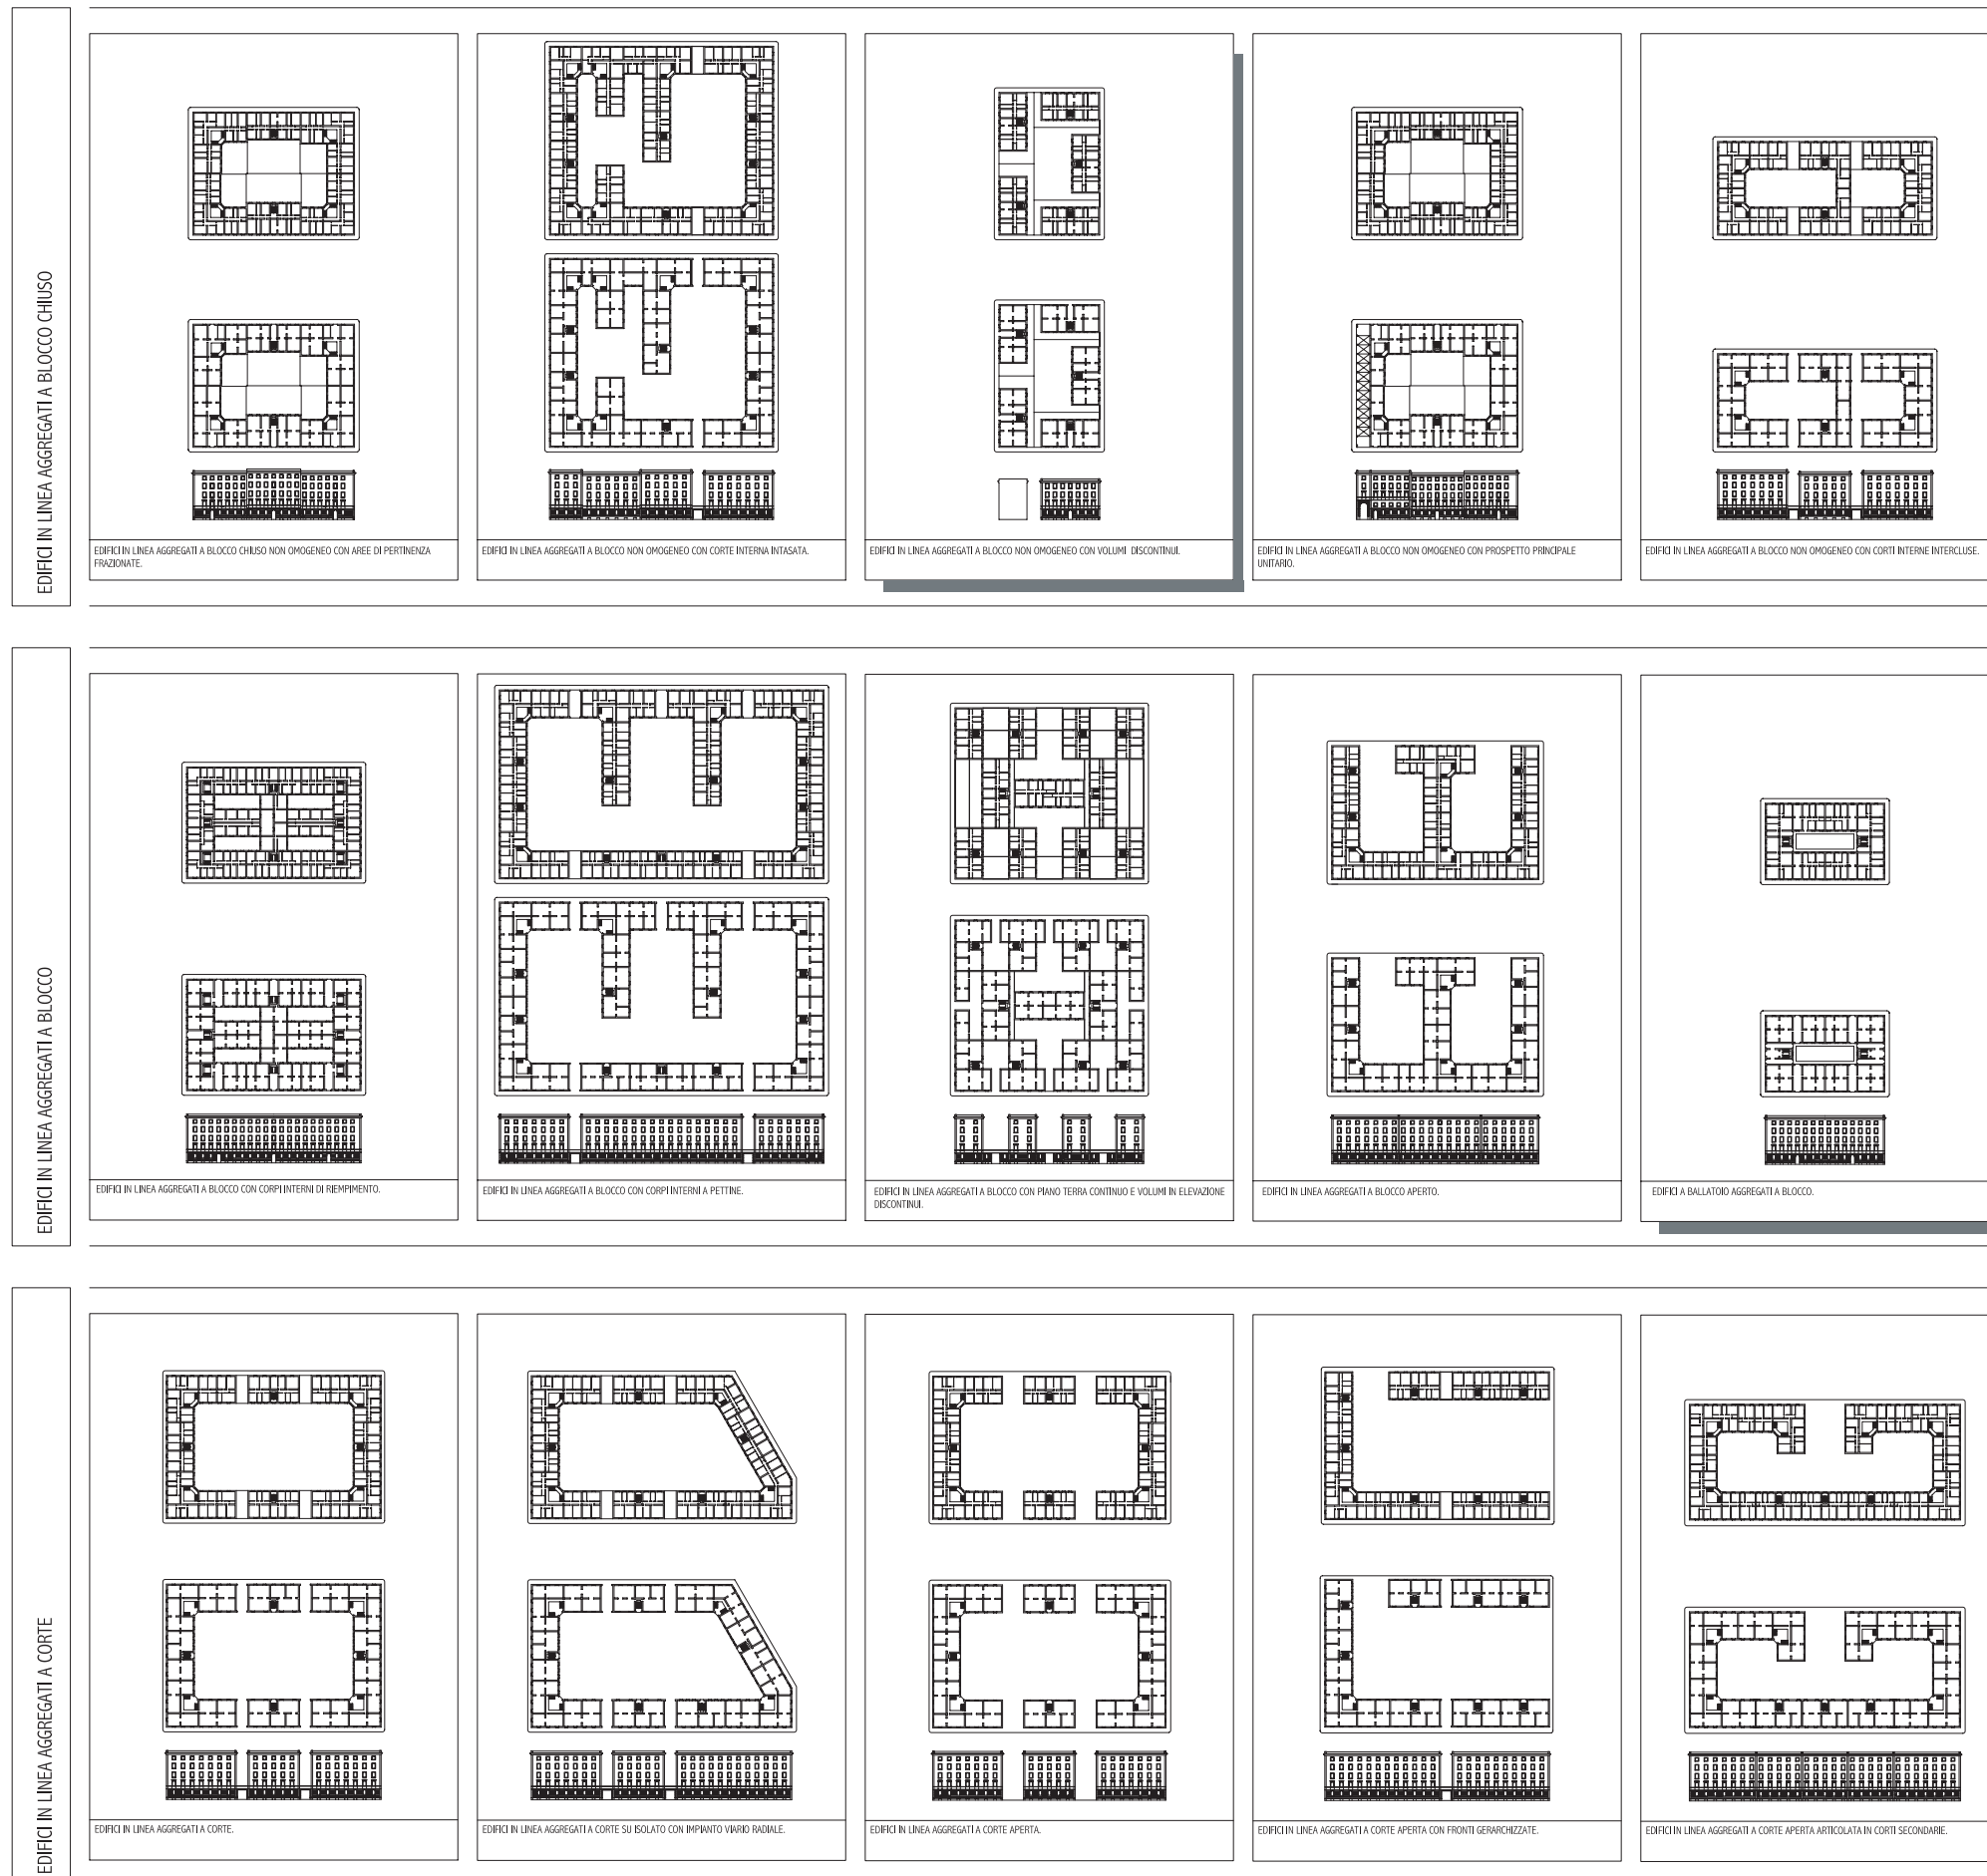 EDIFICI IN LINEA AGGREGATI A BLOCCO CHIUSO
EDIFICI IN LINEA AGGREGATI A BLOCCO CHIUSO NON OMOGENEO CON AREE DI PERTINENZA
FRAZIONATE.
EDIFICI IN LINEA AGGREGATI A BLOCCO NON OMOGENEO CON CORTE INTERNA INTASATA.
EDIFICI IN LINEA AGGREGATI A BLOCCO NON OMOGENEO CON VOLUMI DISCONTINUI.
EDIFICI IN LINEA AGGREGATI A BLOCCO NON OMOGENEO CON PROSPETTO PRINCIPALE
UNITARIO.
EDIFICI IN LINEA AGGREGATI A BLOCCO NON OMOGENEO CON CORTI INTERNE INTERCLUSE.
EDIFICI IN LINEA AGGREGATI A BLOCCO
EDIFICI IN LINEA AGGREGATI A BLOCCO CON CORPI INTERNI DI RIEMPIMENTO.
EDIFICI IN LINEA AGGREGATI A BLOCCO CON CORPI INTERNI A PETTINE.
EDIFICI IN LINEA AGGREGATI A BLOCCO CON PIANO TERRA CONTINUO E VOLUMI IN ELEVAZIONE
DISCONTINUI.
EDIFICI IN LINEA AGGREGATI A BLOCCO APERTO.
EDIFICI A BALLATOIO AGGREGATI A BLOCCO.
EDIFICI IN LINEA AGGREGATI A CORTE
EDIFICI IN LINEA AGGREGATI A CORTE.
EDIFICI IN LINEA AGGREGATI A CORTE SU ISOLATO CON IMPIANTO VIARIO RADIALE.
EDIFICI IN LINEA AGGREGATI A CORTE APERTA.
EDIFICI IN LINEA AGGREGATI A CORTE APERTA CON FRONTI GERARCHIZZATE.
EDIFICI IN LINEA AGGREGATI A CORTE APERTA ARTICOLATA IN CORTI SECONDARIE.